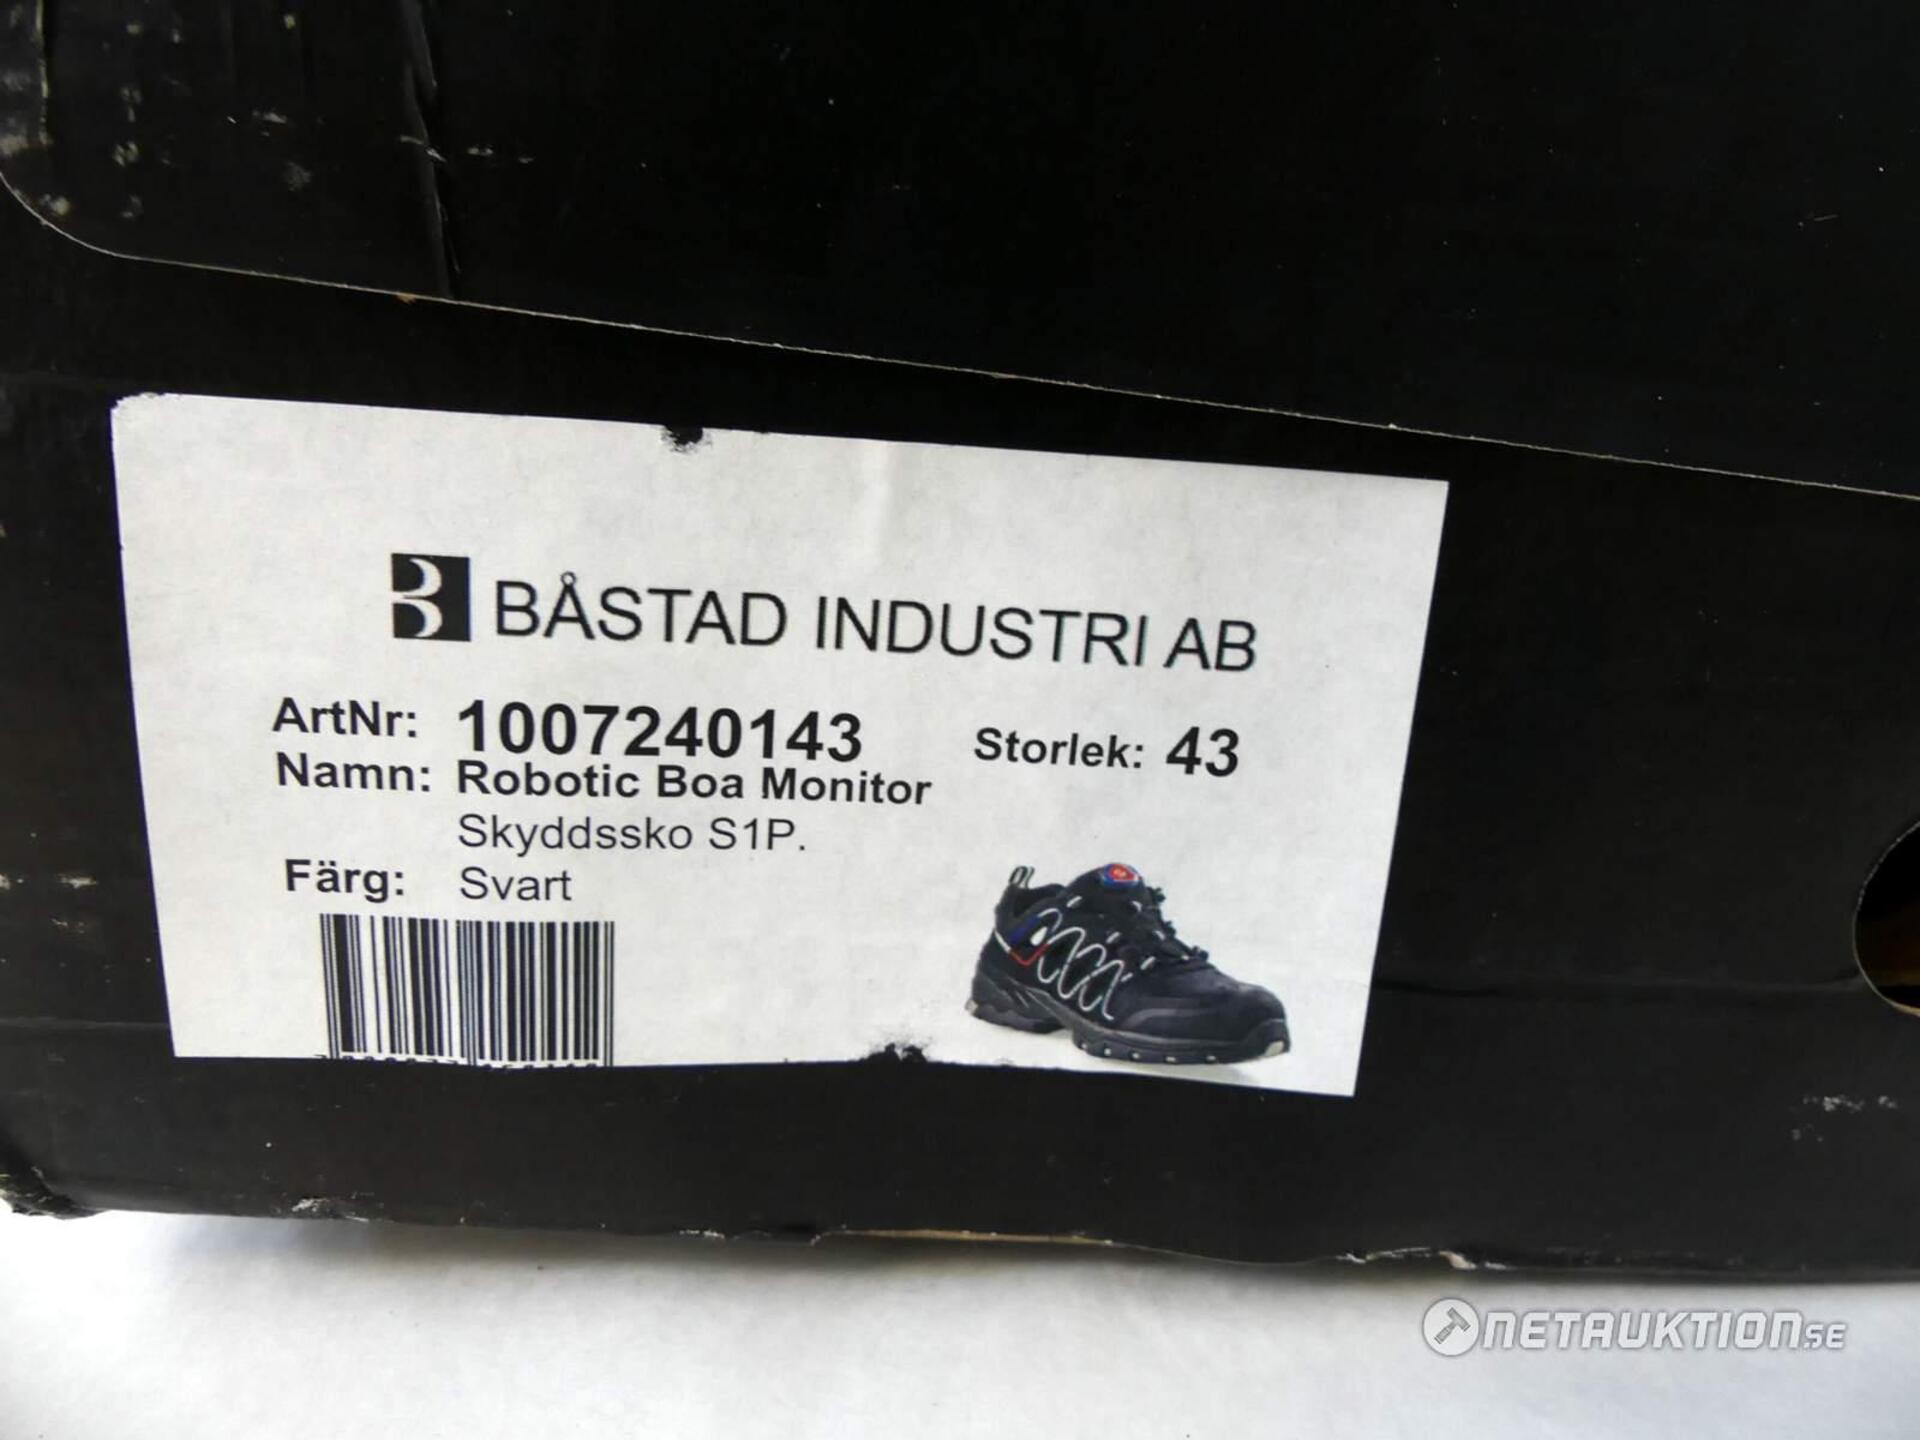 BÅSTAD INDUSTRI AB
ArtNr: 1007240143 Storlek: 43
Namn: Robotic Boa Monitor
Skyddssko S1P.
Färg: Svart
NETAUKTION.SE